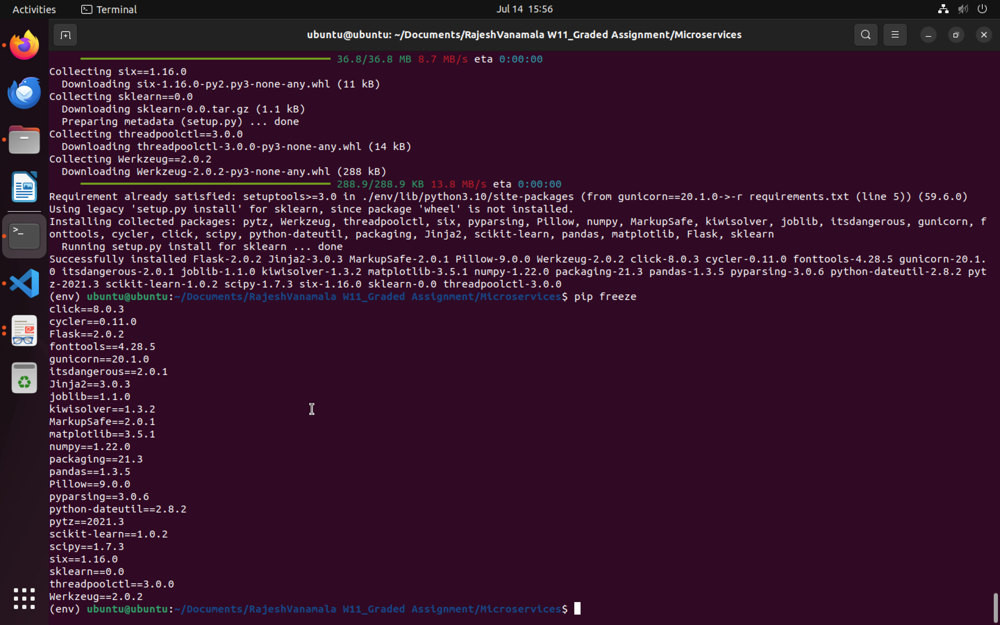 Activities
Terminal
Jul 14 15:56
ubuntu@ubuntu: ~/Documents/RajeshVanamala W11_Graded Assignment/Microservices
36.8/36.8 MB 8.7 MB/s eta 0:00:00
Collecting six==1.16.0
  Downloading six-1.16.0-py2.py3-none-any.whl (11 kB)
Collecting sklearn==0.0
  Downloading sklearn-0.0.tar.gz (1.1 kB)
  Preparing metadata (setup.py) ... done
Collecting threadpoolctl==3.0.0
  Downloading threadpoolctl-3.0.0-py3-none-any.whl (14 kB)
Collecting Werkzeug==2.0.2
  Downloading Werkzeug-2.0.2-py3-none-any.whl (288 kB)
288.9/288.9 KB 13.8 MB/s eta 0:00:00
Requirement already satisfied: setuptools>=3.0 in ./env/lib/python3.10/site-packages (from gunicorn==20.1.0->-r requirements.txt (line 5)) (59.6.0)
Using legacy 'setup.py install' for sklearn, since package 'wheel' is not installed.
Installing collected packages: pytz, Werkzeug, threadpoolctl, six, pyparsing, Pillow, numpy, MarkupSafe, kiwisolver, joblib, itsdangerous, gunicorn, f
onttools, cycler, click, scipy, python-dateutil, packaging, Jinja2, scikit-learn, pandas, matplotlib, Flask, sklearn
  Running setup.py install for sklearn ... done
Successfully installed Flask-2.0.2 Jinja2-3.0.3 MarkupSafe-2.0.1 Pillow-9.0.0 Werkzeug-2.0.2 click-8.0.3 cycler-0.11.0 fonttools-4.28.5 gunicorn-20.1.
0 itsdangerous-2.0.1 joblib-1.1.0 kiwisolver-1.3.2 matplotlib-3.5.1 numpy-1.22.0 packaging-21.3 pandas-1.3.5 pyparsing-3.0.6 python-dateutil-2.8.2 pyt
z-2021.3 scikit-learn-1.0.2 scipy-1.7.3 six-1.16.0 sklearn-0.0 threadpoolctl-3.0.0
(env) ubuntu@ubuntu:~/Documents/RajeshVanamala W11_Graded Assignment/Microservices$ pip freeze
click==8.0.3
cycler==0.11.0
Flask==2.0.2
fonttools==4.28.5
gunicorn==20.1.0
itsdangerous==2.0.1
Jinja2==3.0.3
joblib==1.1.0
kiwisolver==1.3.2
MarkupSafe==2.0.1
matplotlib==3.5.1
numpy==1.22.0
packaging==21.3
pandas==1.3.5
Pillow==9.0.0
pyparsing==3.0.6
python-dateutil==2.8.2
pytz==2021.3
scikit-learn==1.0.2
scipy==1.7.3
six==1.16.0
sklearn==0.0
threadpoolctl==3.0.0
Werkzeug==2.0.2
(env) ubuntu@ubuntu:~/Documents/RajeshVanamala W11_Graded Assignment/Microservices$